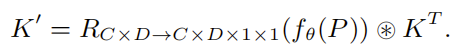 K′ = R_{C×D→C×D×1×1}(f_θ(P)) ⊛ K^T.